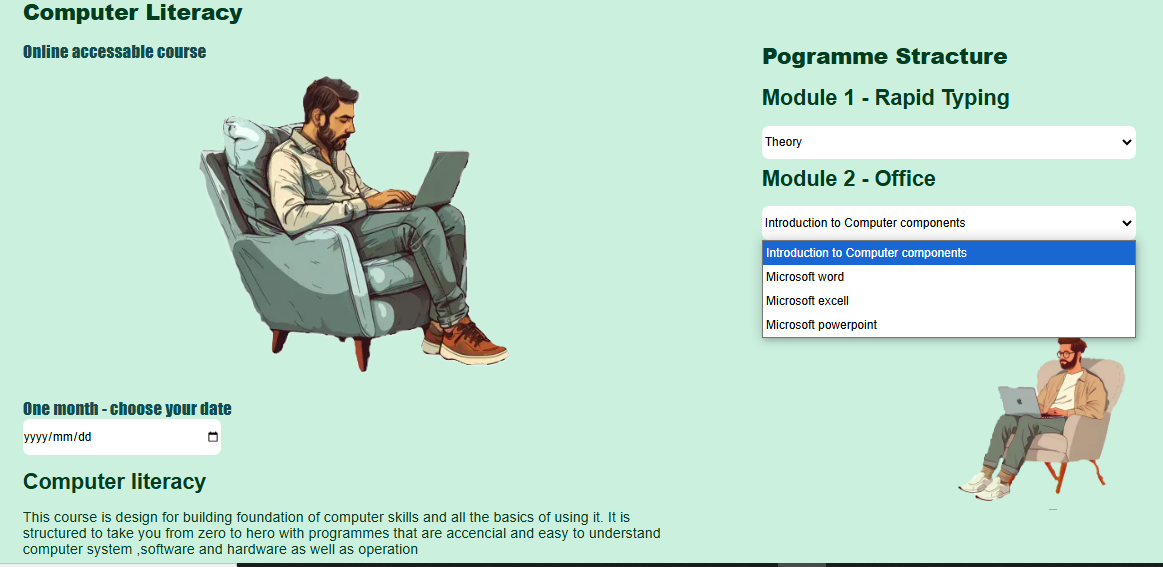 Computer Literacy
Online accessable course
One month - choose your date
yyyy/mm/dd
Computer literacy
This course is design for building foundation of computer skills and all the basics of using it. It is
structured to take you from zero to hero with programmes that are accencial and easy to understand
computer system ,software and hardware as well as operation
Pogramme Stracture
Module 1 - Rapid Typing
Theory
Module 2 - Office
Introduction to Computer components
Introduction to Computer components
Microsoft word
Microsoft excell
Microsoft powerpoint